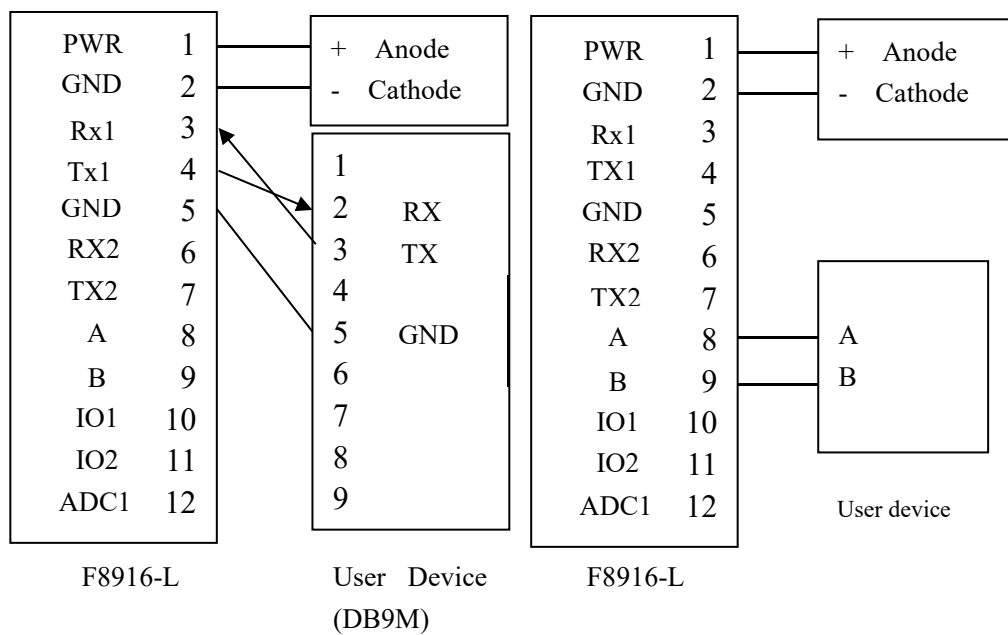 PWR 1
GND 2
Rx1 3
Tx1 4
GND 5
RX2 6
TX2 7
A 8
B 9
IO1 10
IO2 11
ADC1 12
F8916-L
+ Anode
- Cathode
1
2 RX
3 TX
4
5 GND
6
7
8
9
User Device
(DB9M)
PWR 1
GND 2
Rx1 3
TX1 4
GND 5
RX2 6
TX2 7
A 8
B 9
IO1 10
IO2 11
ADC1 12
F8916-L
+ Anode
- Cathode
A
B
User device